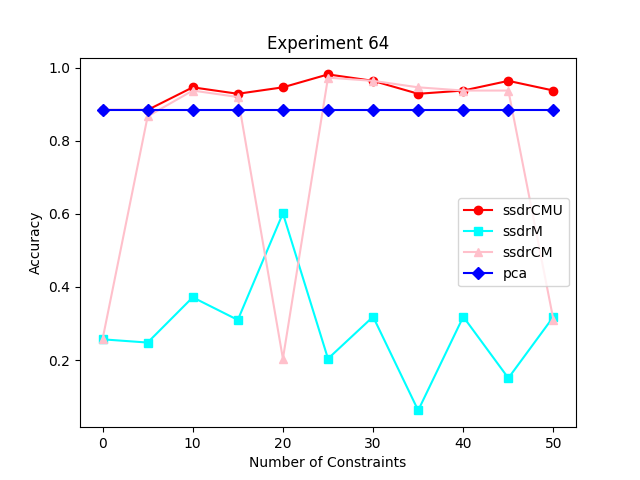 Experiment 64
1.0
0.8
0.6
0.4
0.2
Accuracy
ssdrCMU
ssdrM
ssdrCM
pca
0 10 20 30 40 50
Number of Constraints